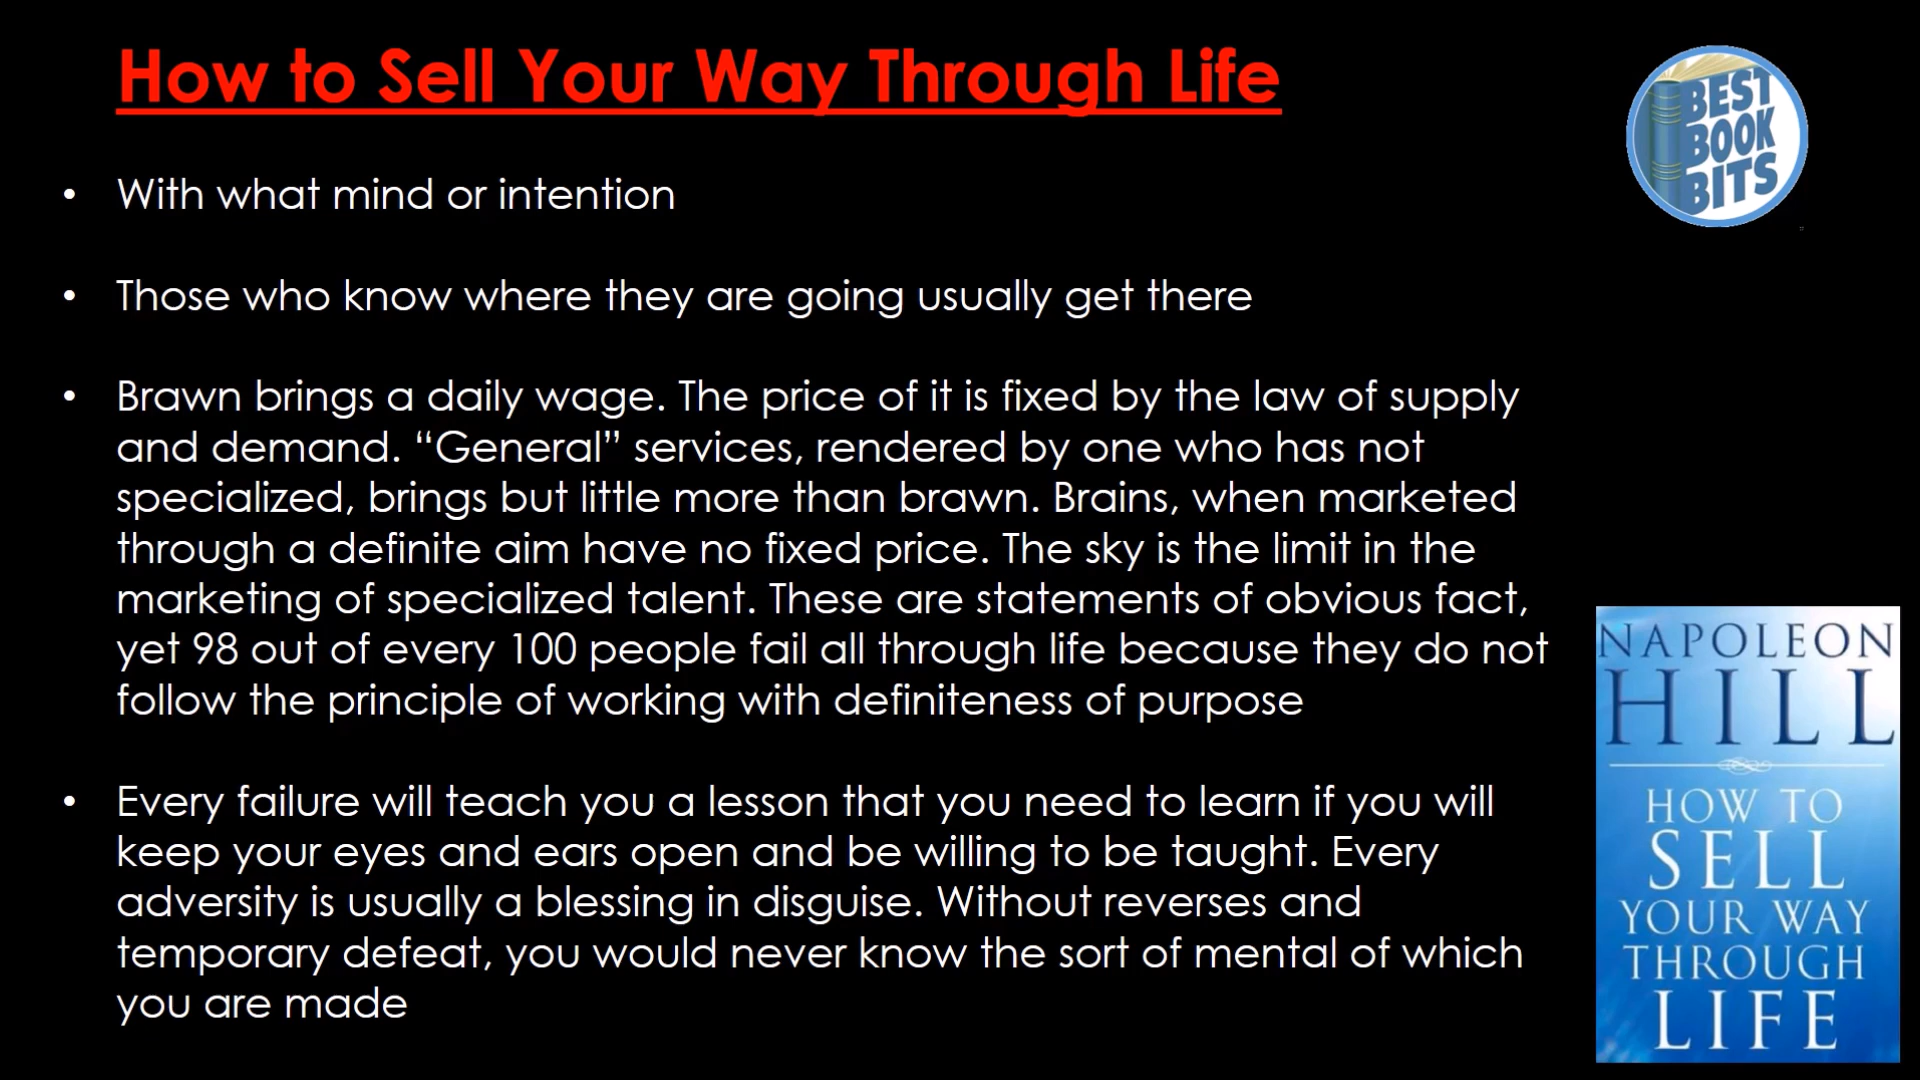 How to Sell Your Way Through Life
BEST
BOOK
BITS
• With what mind or intention
• Those who know where they are going usually get there
• Brawn brings a daily wage. The price of it is fixed by the law of supply
and demand. “General” services, rendered by one who has not
specialized, brings but little more than brawn. Brains, when marketed
through a definite aim have no fixed price. The sky is the limit in the
marketing of specialized talent. These are statements of obvious fact,
yet 98 out of every 100 people fail all through life because they do not
follow the principle of working with definiteness of purpose
• Every failure will teach you a lesson that you need to learn if you will
keep your eyes and ears open and be willing to be taught. Every
adversity is usually a blessing in disguise. Without reverses and
temporary defeat, you would never know the sort of mental of which
you are made
NAPOLEON
HILL
HOW TO
SELL
YOUR WAY
THROUGH
LIFE